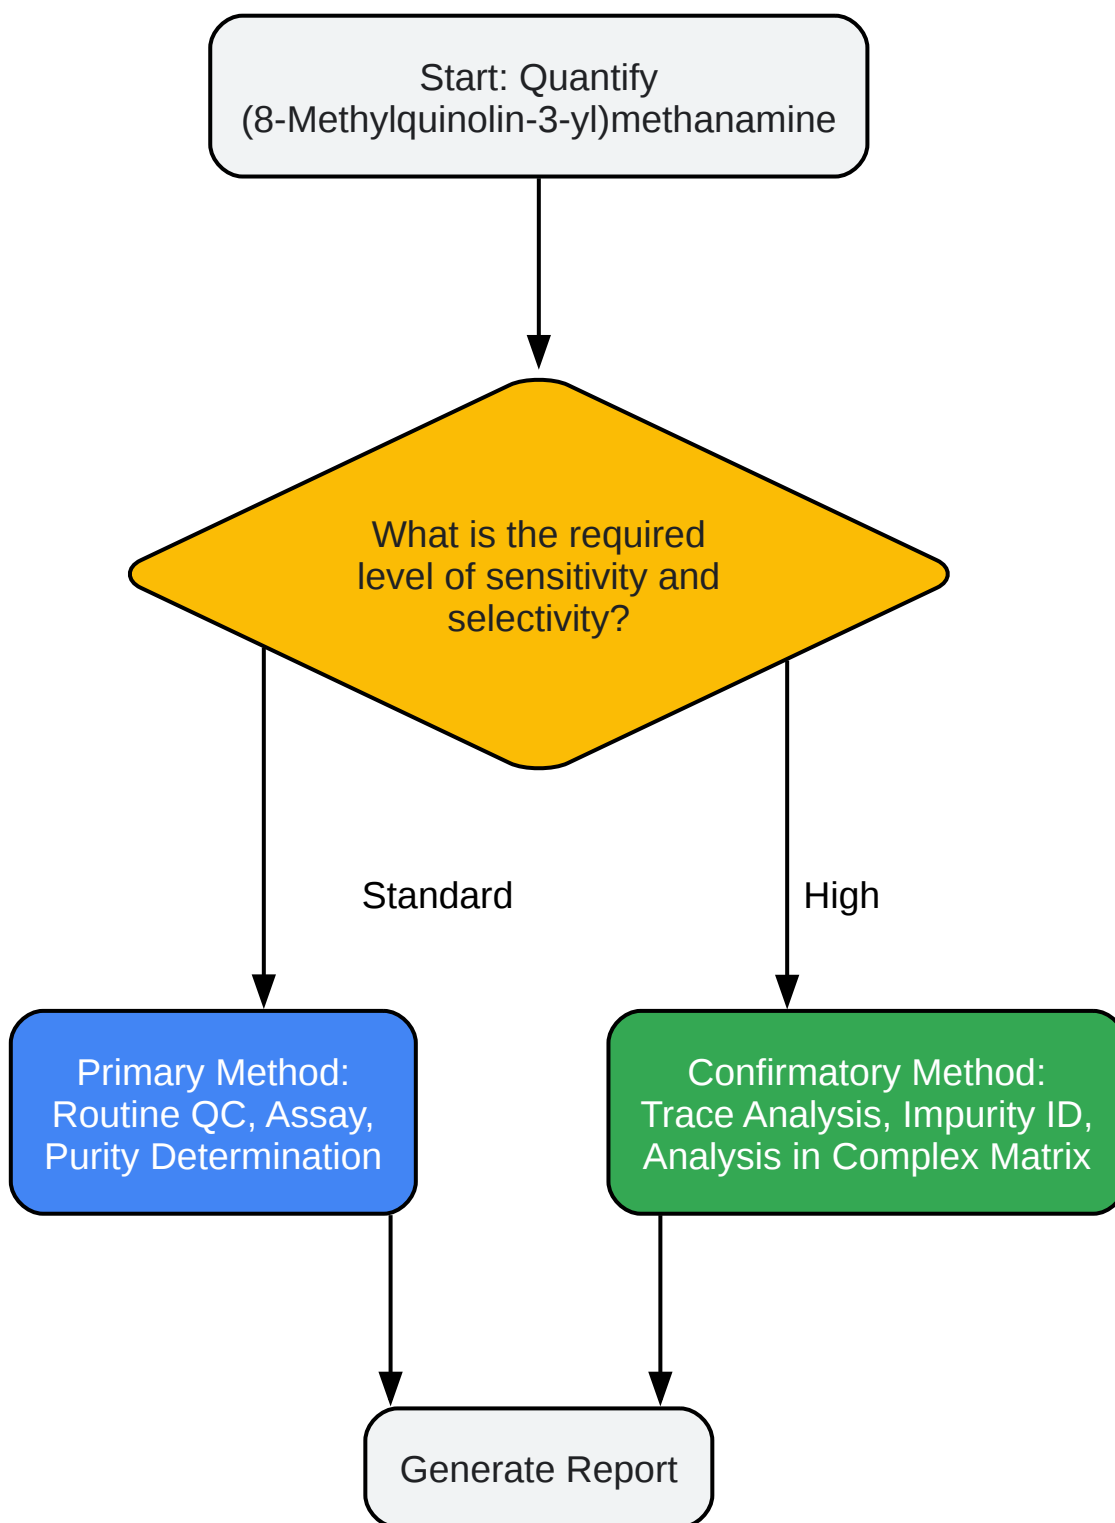 Start: Quantify
(8-Methylquinolin-3-yl)methanamine
What is the required
level of sensitivity and
selectivity?
Standard
High
Primary Method:
Routine QC, Assay,
Purity Determination
Confirmatory Method:
Trace Analysis, Impurity ID,
Analysis in Complex Matrix
Generate Report